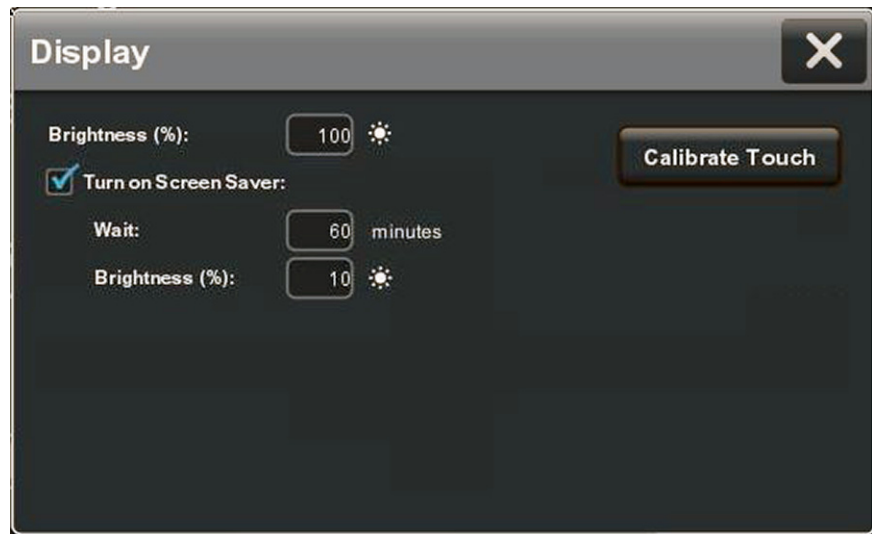 Display
Brightness (%): 100
Calibrate Touch
Turn on Screen Saver:
Wait: 60 minutes
Brightness (%): 10